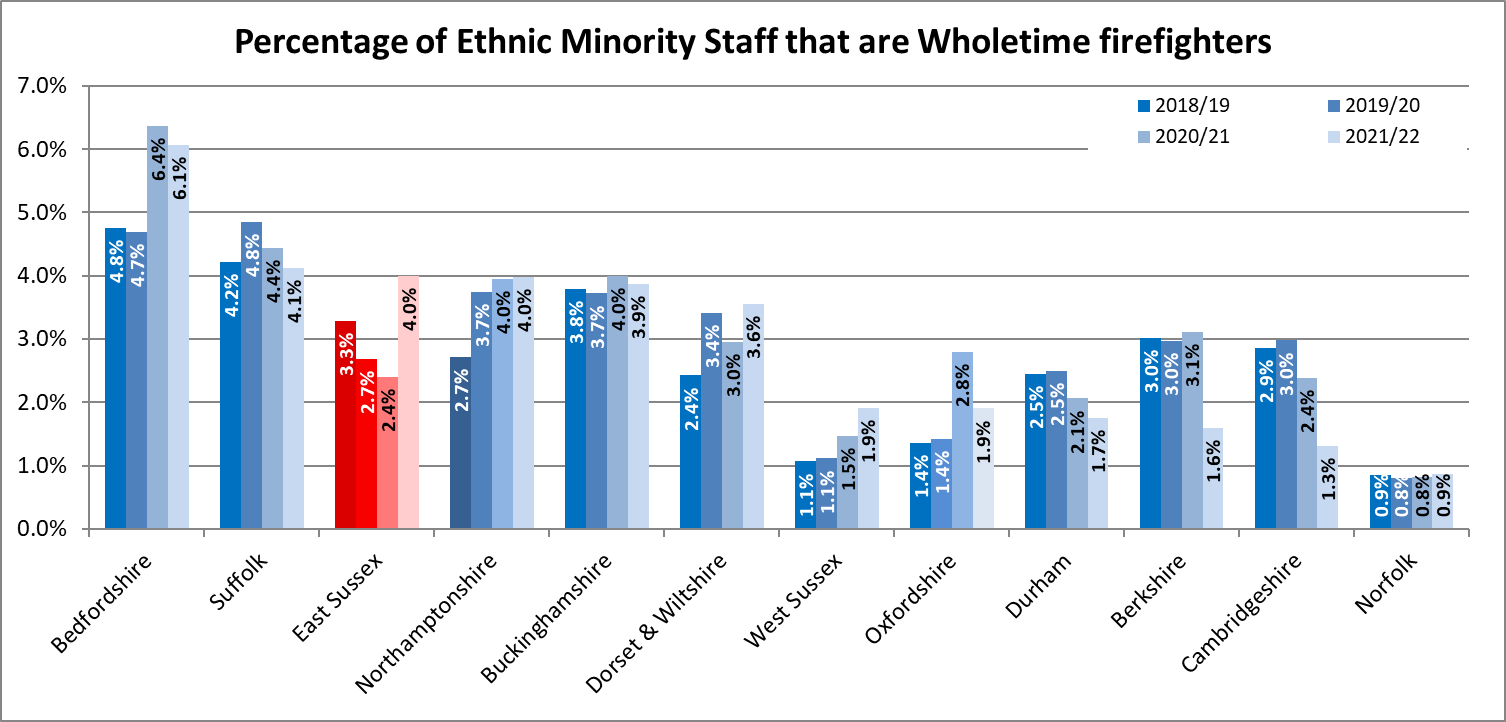 Percentage of Ethnic Minority Staff that are Wholetime firefighters
2018/19 2019/20
2020/21 2021/22
7.0%
6.0%
5.0%
4.0%
3.0%
2.0%
1.0%
0.0%
4.8% 4.7% 6.4% 6.1%
4.2% 4.8% 4.4% 4.1%
3.3% 2.7% 2.4% 4.0%
2.7% 3.7% 4.0% 4.0%
3.8% 3.7% 4.0% 3.9%
2.4% 3.4% 3.0% 3.6%
1.1% 1.1% 1.5% 1.9%
1.4% 1.4% 2.8% 1.9%
2.5% 2.5% 2.1% 1.7%
3.0% 3.0% 3.1% 1.6%
2.9% 3.0% 2.4% 1.3%
0.9% 0.8% 0.8% 0.9%
Bedfordshire
Suffolk
East Sussex
Northamptonshire
Buckinghamshire
Dorset & Wiltshire
West Sussex
Oxfordshire
Durham
Berkshire
Cambridgeshire
Norfolk